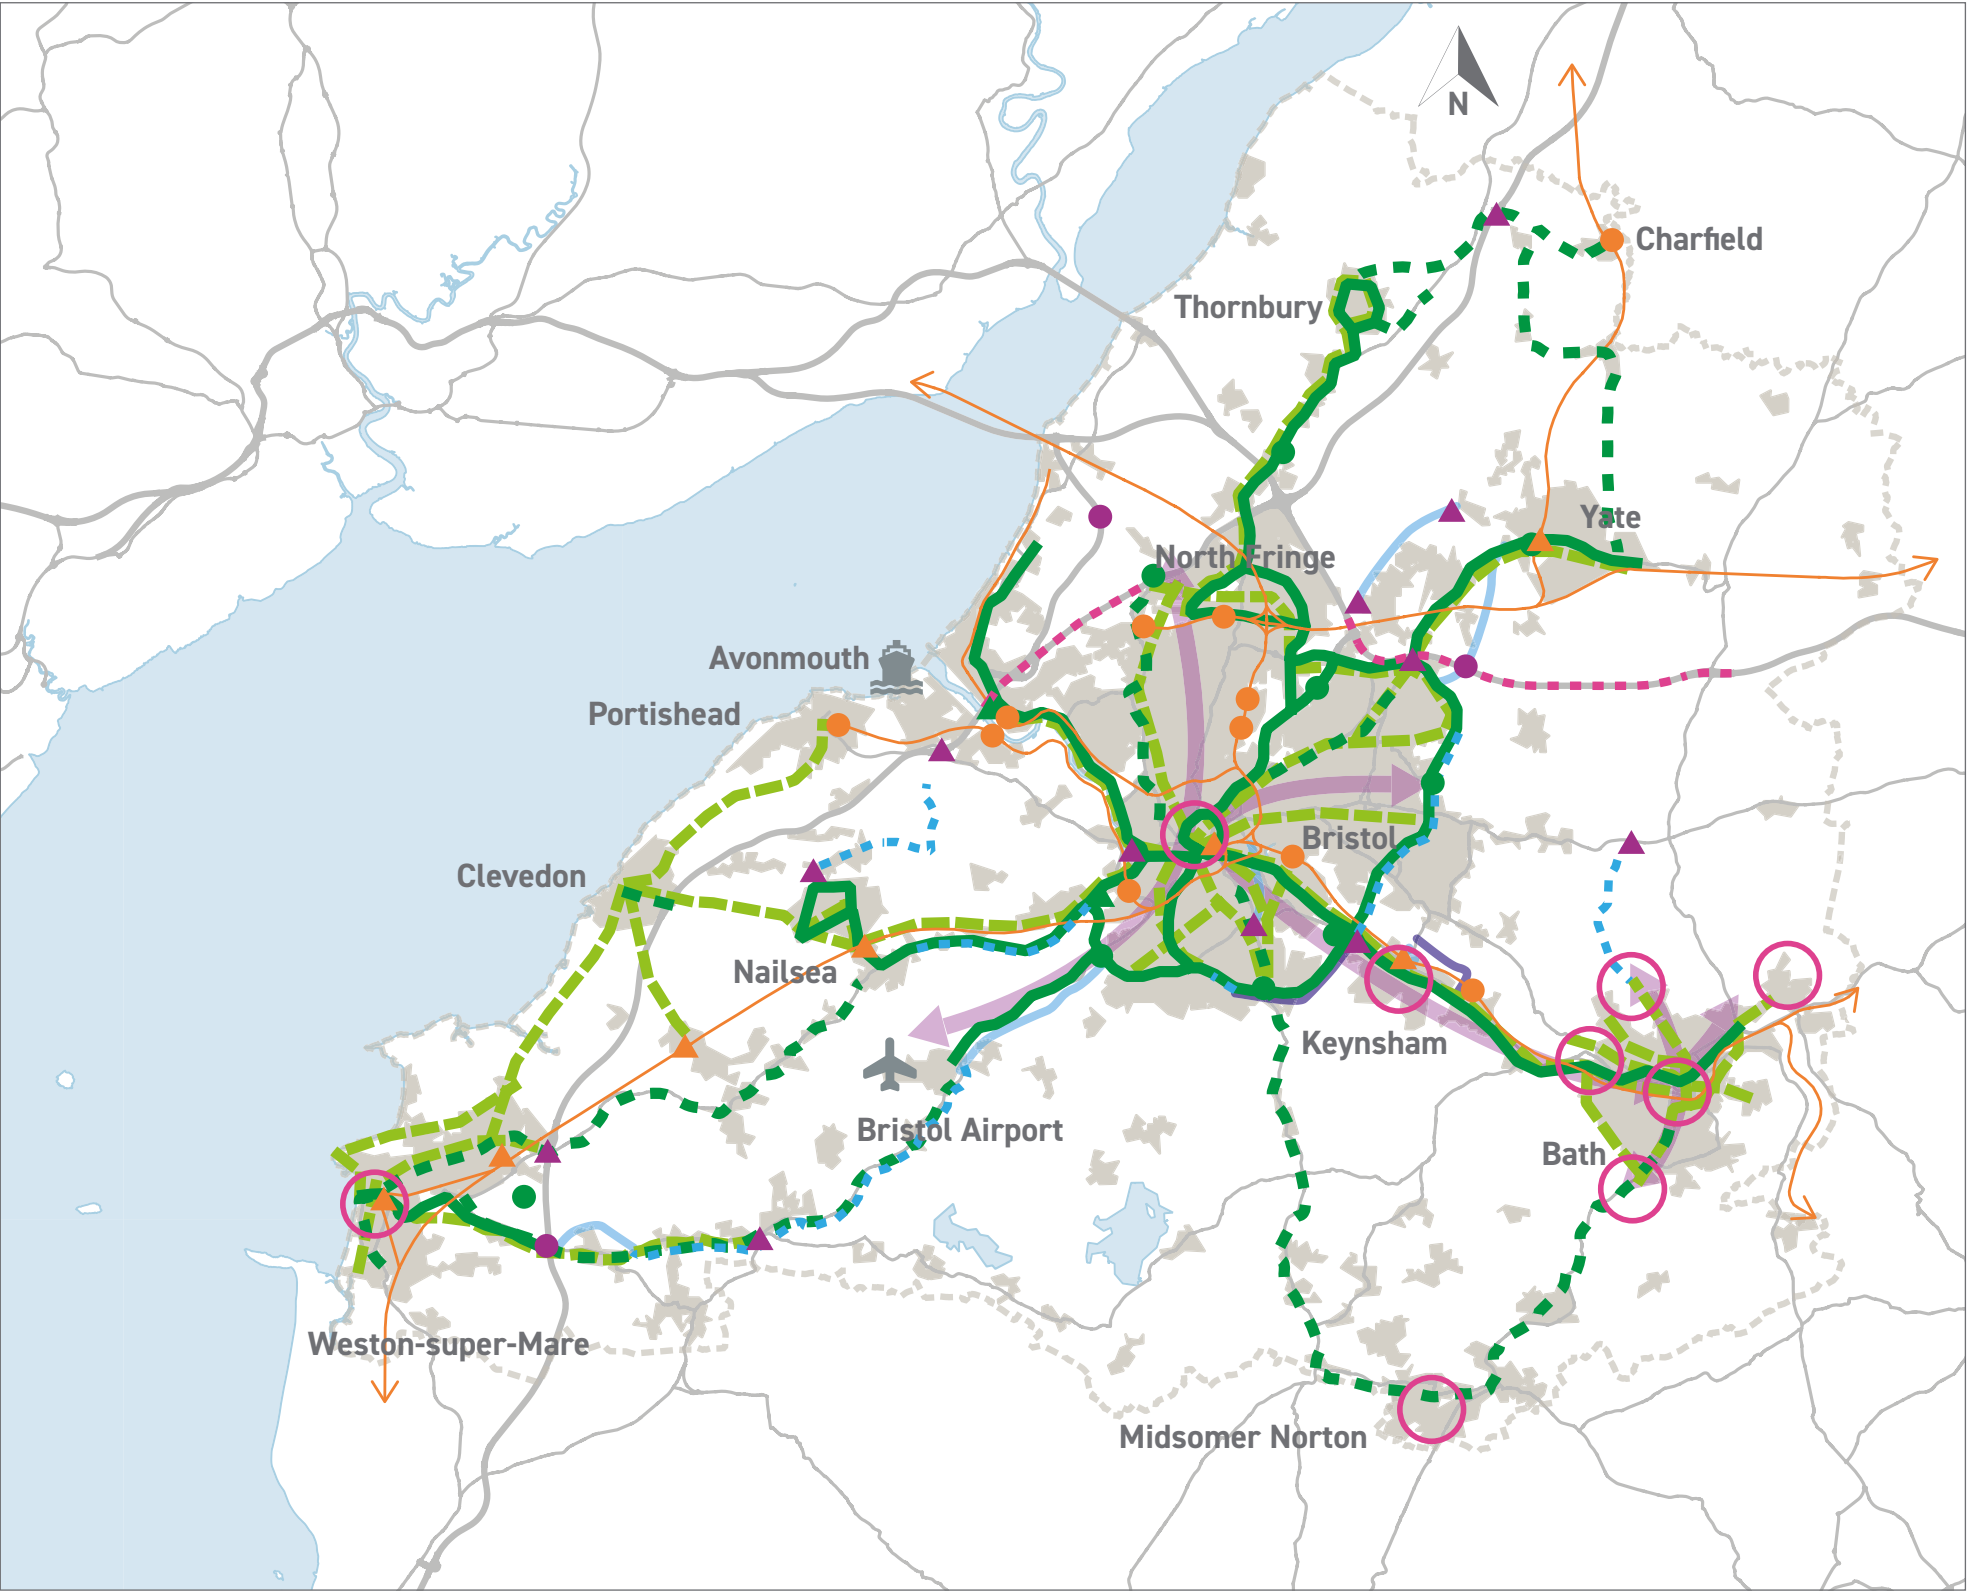 N
Charfield
Thornbury
Yate
North Fringe
Avonmouth
Portishead
Bristol
Clevedon
Nailsea
Keynsham
Bristol Airport
Bath
Weston-super-Mare
Midsomer Norton